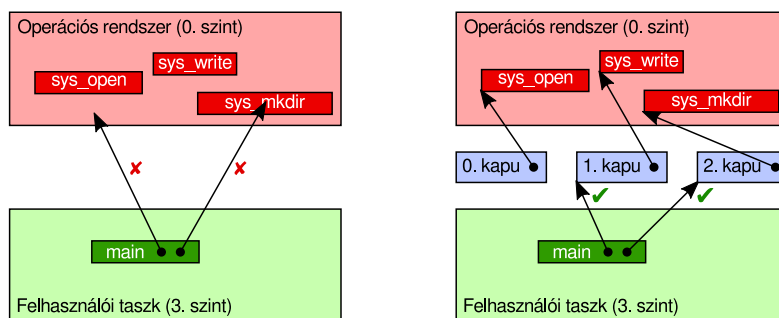 Operációs rendszer (0. szint)
sys_write
sys_open
sys_mkdir
main
Felhasználói taszk (3. szint)
Operációs rendszer (0. szint)
sys_write
sys_open
sys_mkdir
0. kapu
1. kapu
2. kapu
main
Felhasználói taszk (3. szint)